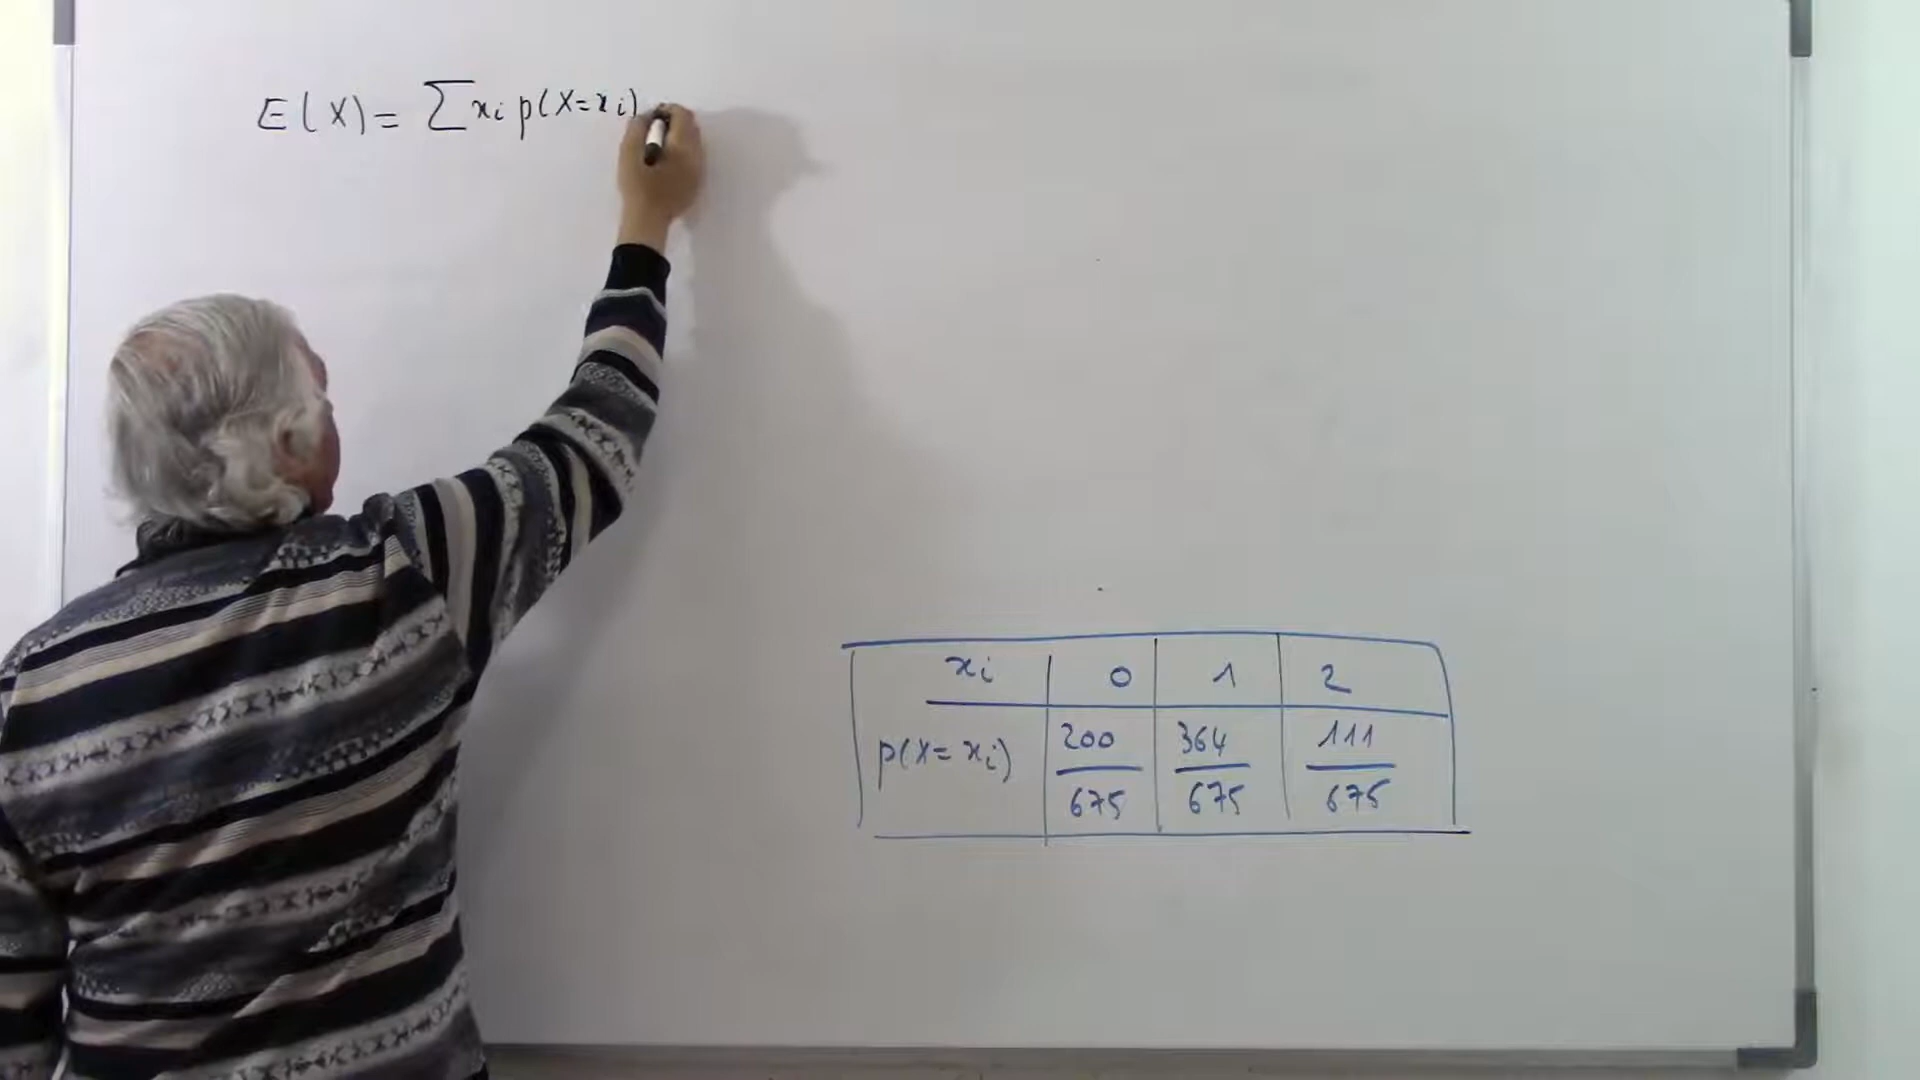 E(X) = ∑ xi p(X=xi)
xi 0 1 2
p(X=xi) 200/675 364/675 111/675